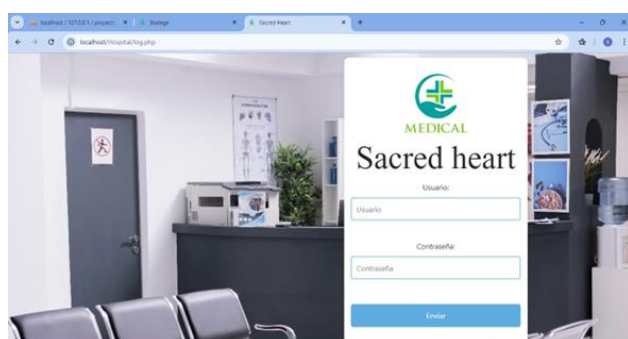 localhost / 127.0.0.1 / proyecto
Bodega
Sacred Heart
localhost/Hospital/log.php
MEDICAL
Sacred heart
Usuario:
Usuario
Contraseña:
Contraseña
Enviar